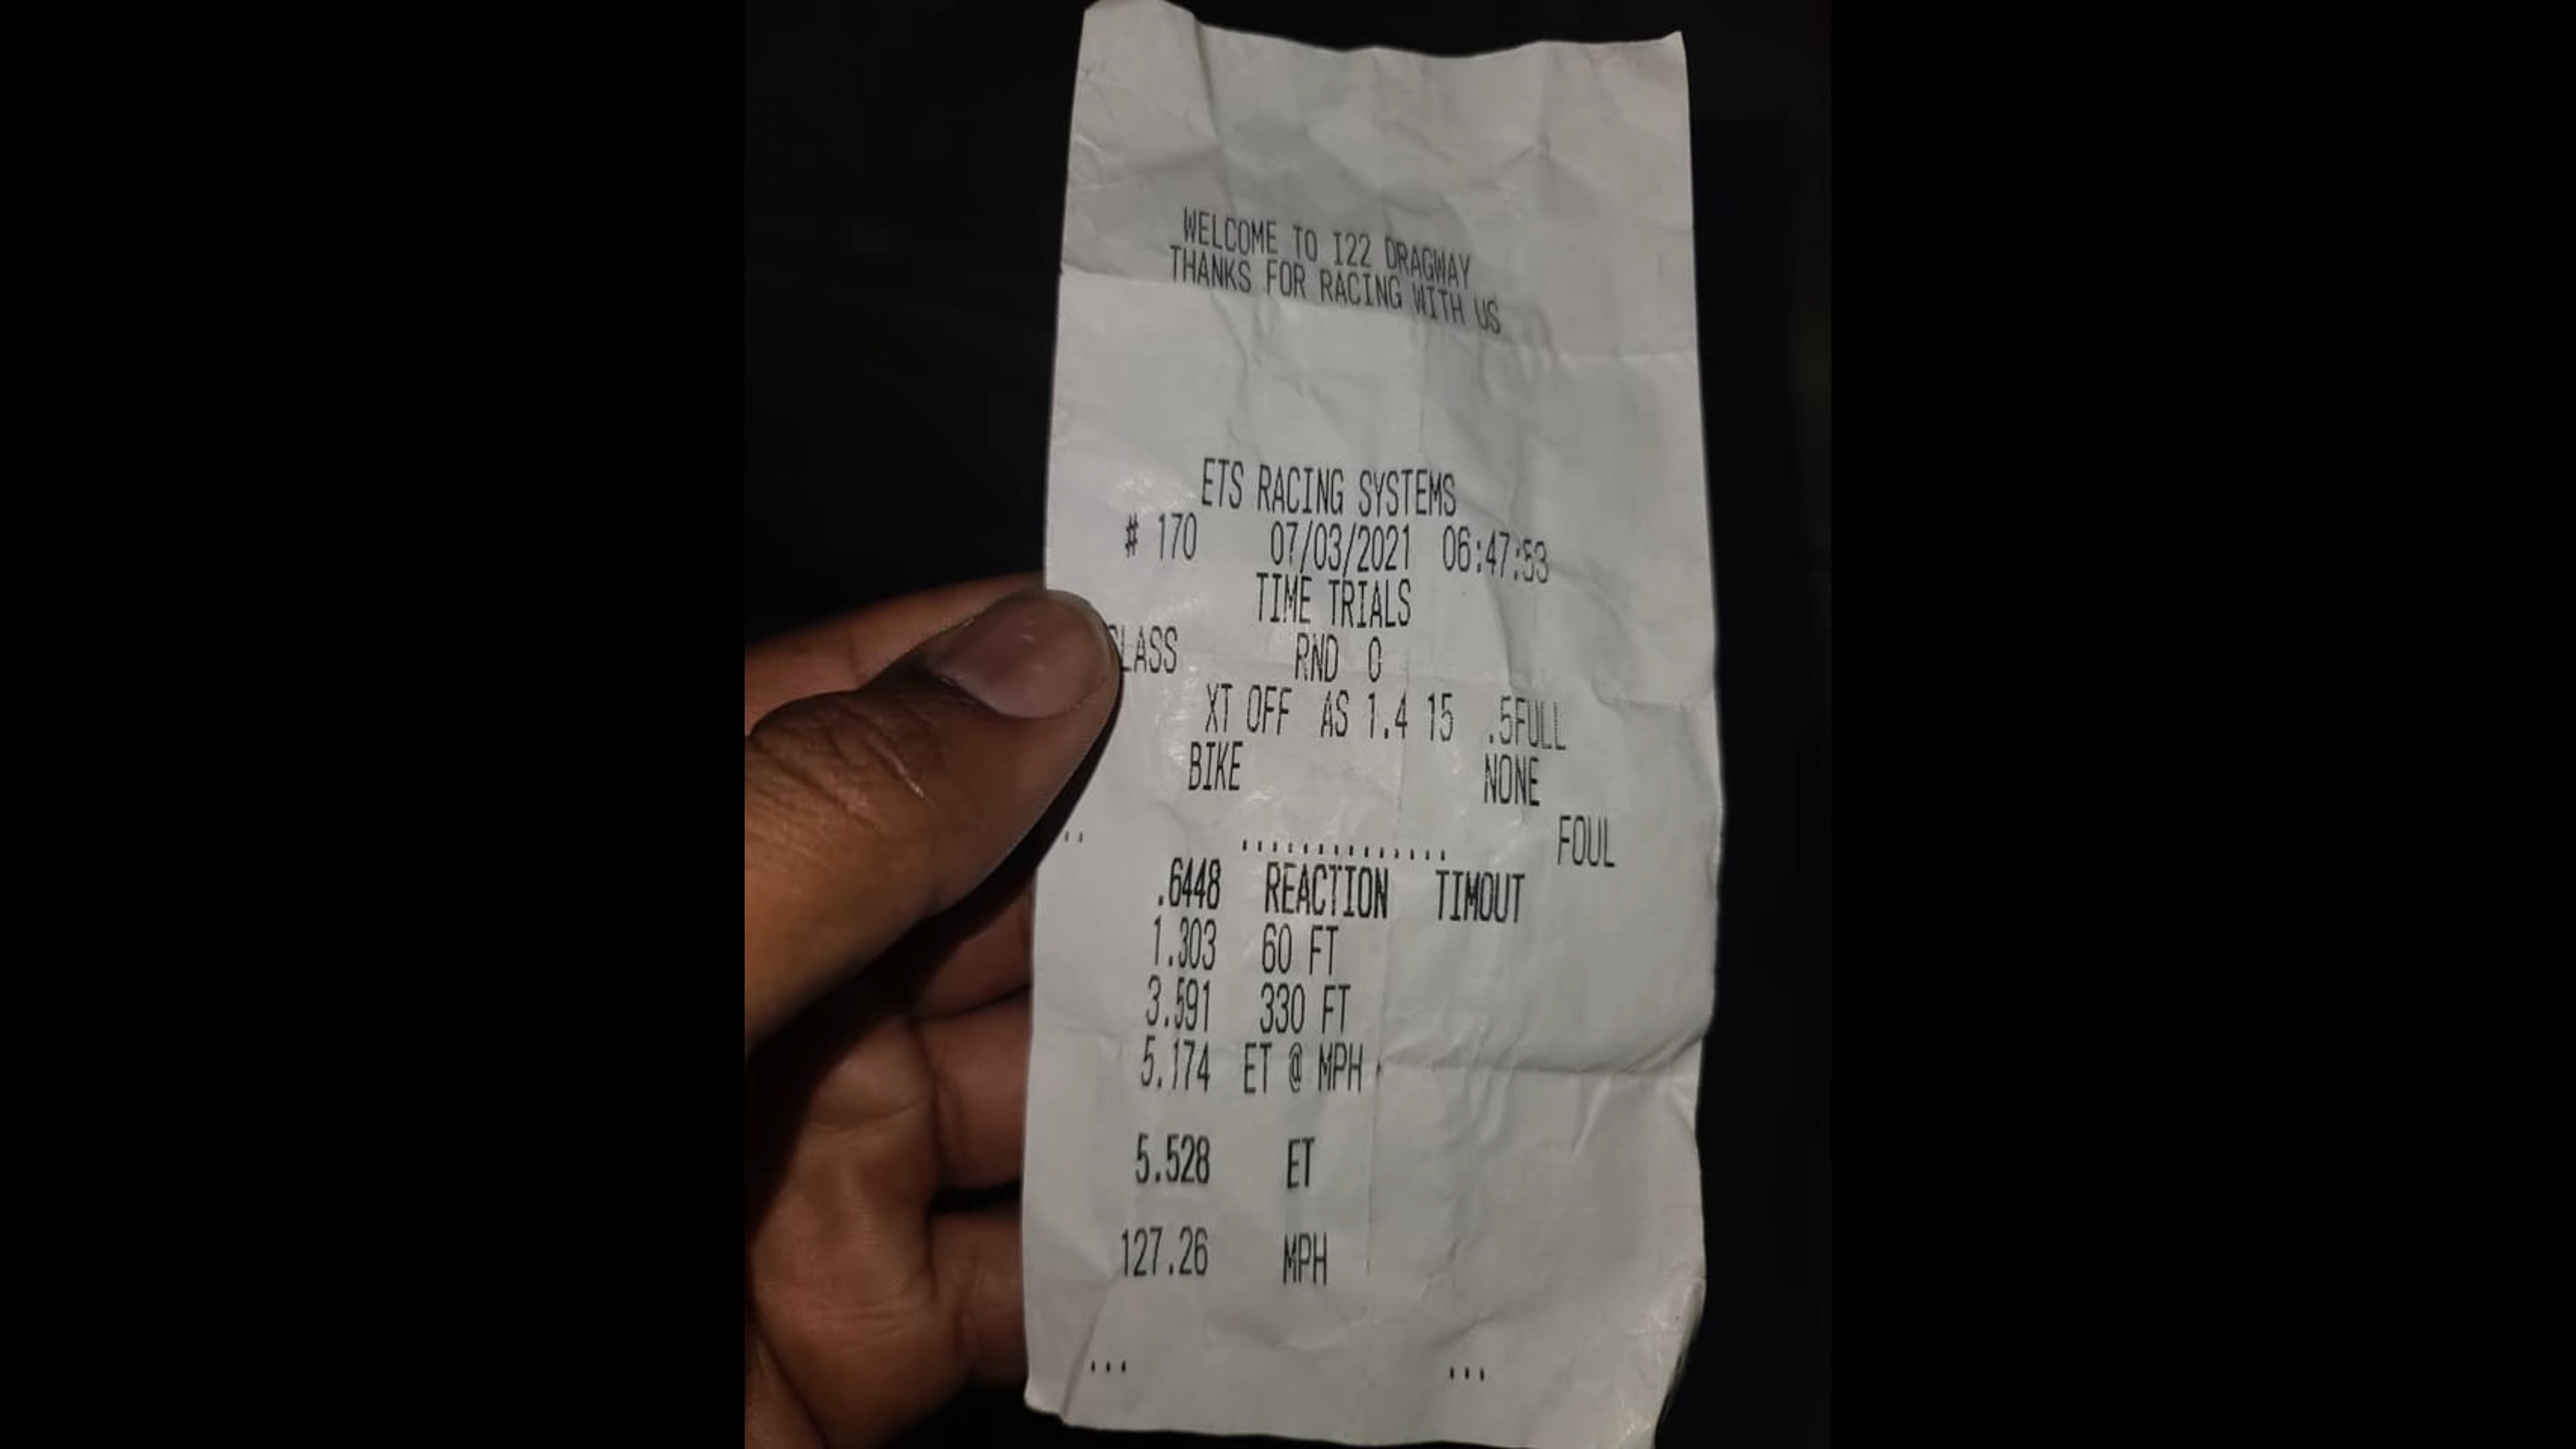 WELCOME TO I22 DRAGWAY
THANKS FOR RACING WITH US
ETS RACING SYSTEMS
# 170 07/03/2021 06:47:53
TIME TRIALS
CLASS RND 0
XT OFF AS 1.4 15 .5FULL
BIKE NONE
.. .............. FOUL
.6448 REACTION TIMOUT
1.303 60 FT
3.591 330 FT
5.174 ET @ MPH
5.528 ET
127.26 MPH
... ...